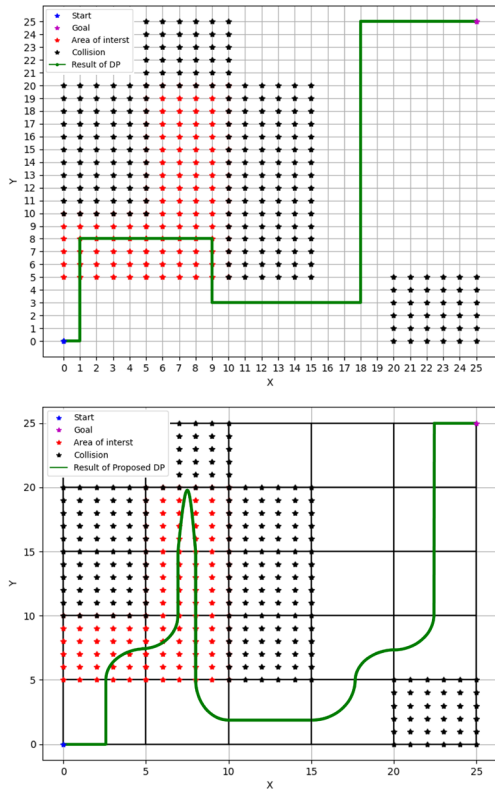 25
24
23
22
21
20
19
18
17
16
15
14
13
12
11
10
9
8
7
6
5
4
3
2
1
0
Y
Start
Goal
Area of interst
Collision
Result of DP
0 1 2 3 4 5 6 7 8 9 10 11 12 13 14 15 16 17 18 19 20 21 22 23 24 25
X
25
20
15
10
5
0
Y
Start
Goal
Area of interst
Collision
Result of Proposed DP
0 5 10 15 20 25
X